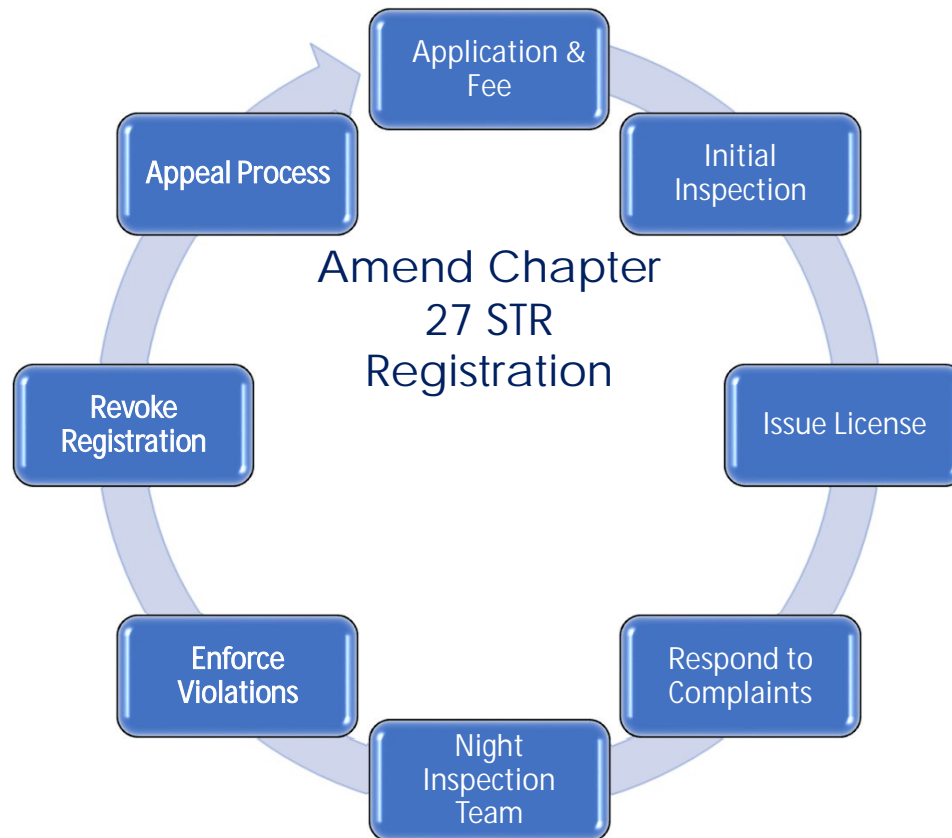 Application &
Fee
Initial
Inspection
Issue License
Respond to
Complaints
Night
Inspection
Team
Enforce
Violations
Revoke
Registration
Appeal Process
Amend Chapter
27 STR
Registration